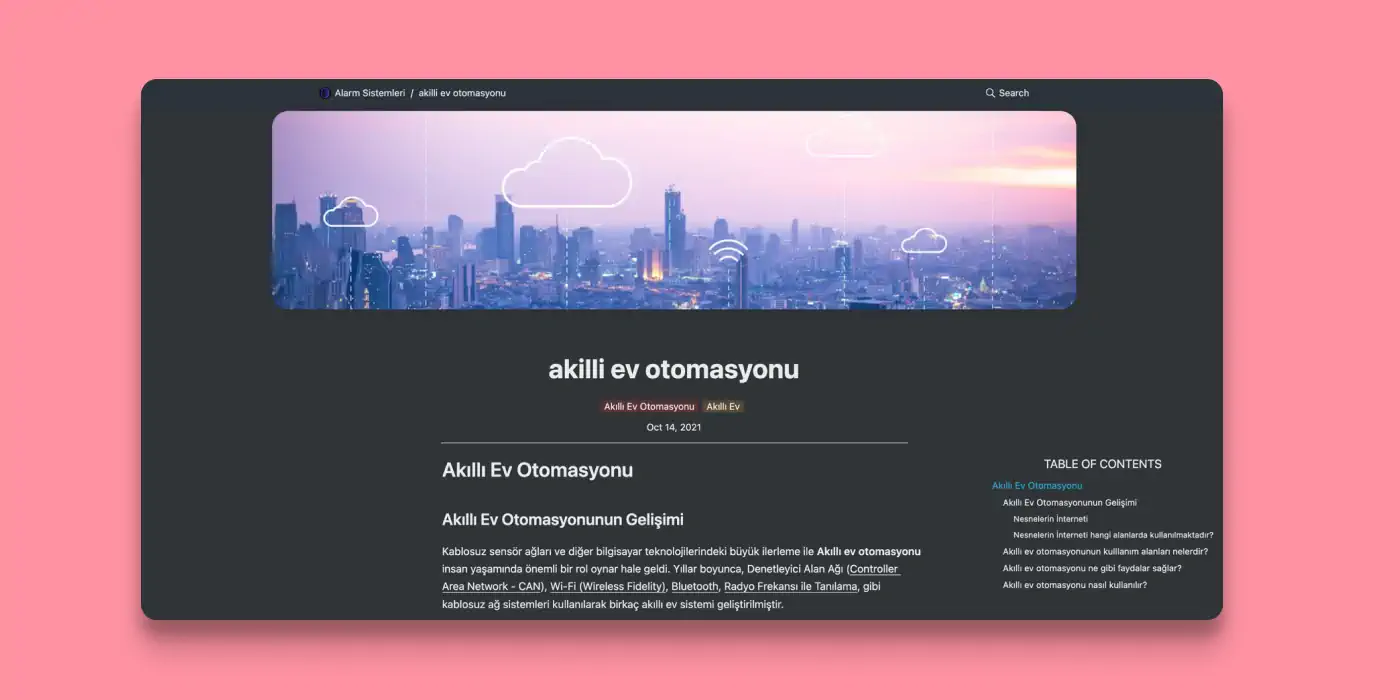 Alarm Sistemleri / akilli ev otomasyonu
Search
akilli ev otomasyonu
Akıllı Ev Otomasyonu Akıllı Ev
Oct 14, 2021
Akıllı Ev Otomasyonu
Akıllı Ev Otomasyonunun Gelişimi
Kablosuz sensör ağları ve diğer bilgisayar teknolojilerindeki büyük ilerleme ile Akıllı ev otomasyonu
insan yaşamında önemli bir rol oynar hale geldi. Yıllar boyunca, Denetleyici Alan Ağı (Controller
Area Network - CAN), Wi-Fi (Wireless Fidelity), Bluetooth, Radyo Frekansı ile Tanılama, gibi
kablosuz ağ sistemleri kullanılarak birkaç akıllı ev sistemi geliştirilmiştir.
TABLE OF CONTENTS
Akıllı Ev Otomasyonu
Akıllı Ev Otomasyonunun Gelişimi
Nesnelerin İnterneti
Nesnelerin İnterneti hangi alanlarda kullanılmaktadır?
Akıllı ev otomasyonunun kulllanım alanları nelerdir?
Akıllı ev otomasyonu ne gibi faydalar sağlar?
Akıllı ev otomasyonu nasıl kullanılır?